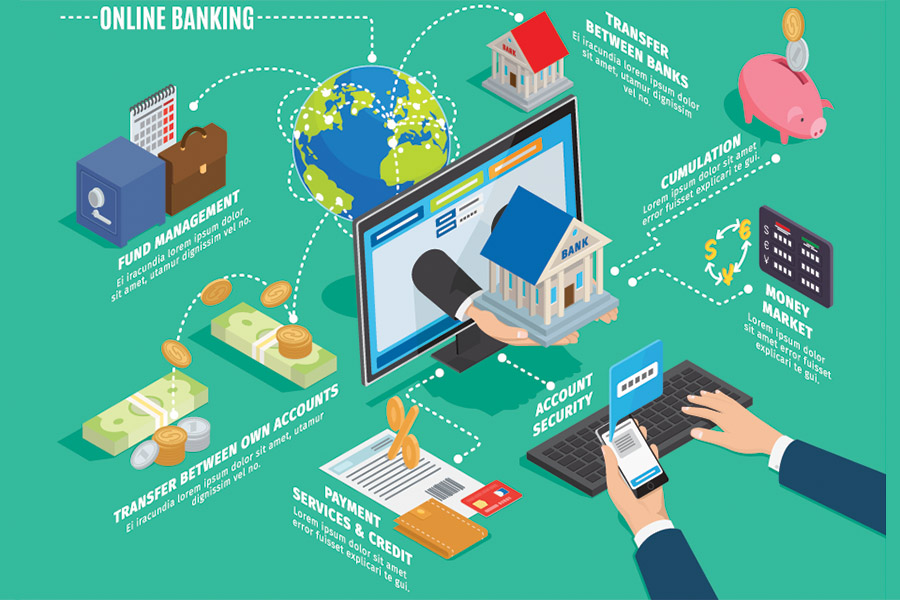 ONLINE BANKING
TRANSFER
BETWEEN BANKS
Ei iracundia lorem ipsum dolor
sit amet, utamur dignissim
vel no.
BANK
CUMULATION
Lorem ipsum dolor sit amet
error fuisset explicari te gui.
FUND MANAGEMENT
Ei iracundia lorem ipsum dolor
sit amet, utamur dignissim vel no.
BANK
$ € ¥
$
£
¥
MONEY
MARKET
Lorem ipsum dolor
sit amet error fuisset
explicari te gui.
ACCOUNT
SECURITY
TRANSFER BETWEEN OWN ACCOUNTS
Ei iracundia lorem ipsum dolor sit amet, utamur
dignissim vel no.
PAYMENT
SERVICES & CREDIT
Lorem ipsum dolor sit amet
error fuisset explicari te gui.